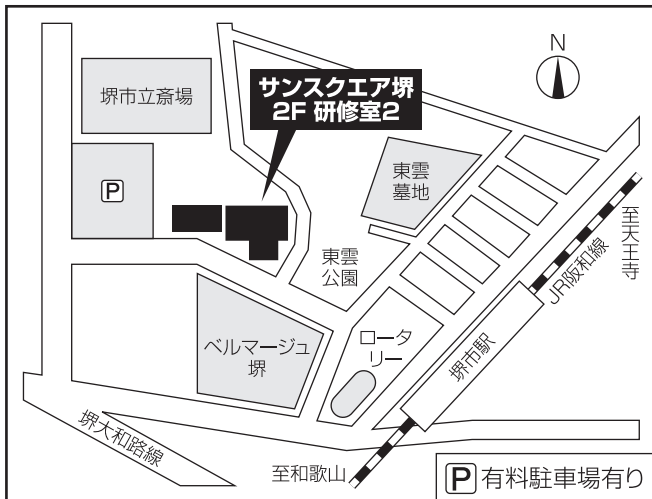 N
サンスクエア堺
2F 研修室2
堺市立斎場
P
東雲
墓地
至天王寺
JR阪和線
東雲
公園
ロータ
リー
ベルマージュ
堺
堺市駅
堺大和路線
至和歌山
P 有料駐車場有り